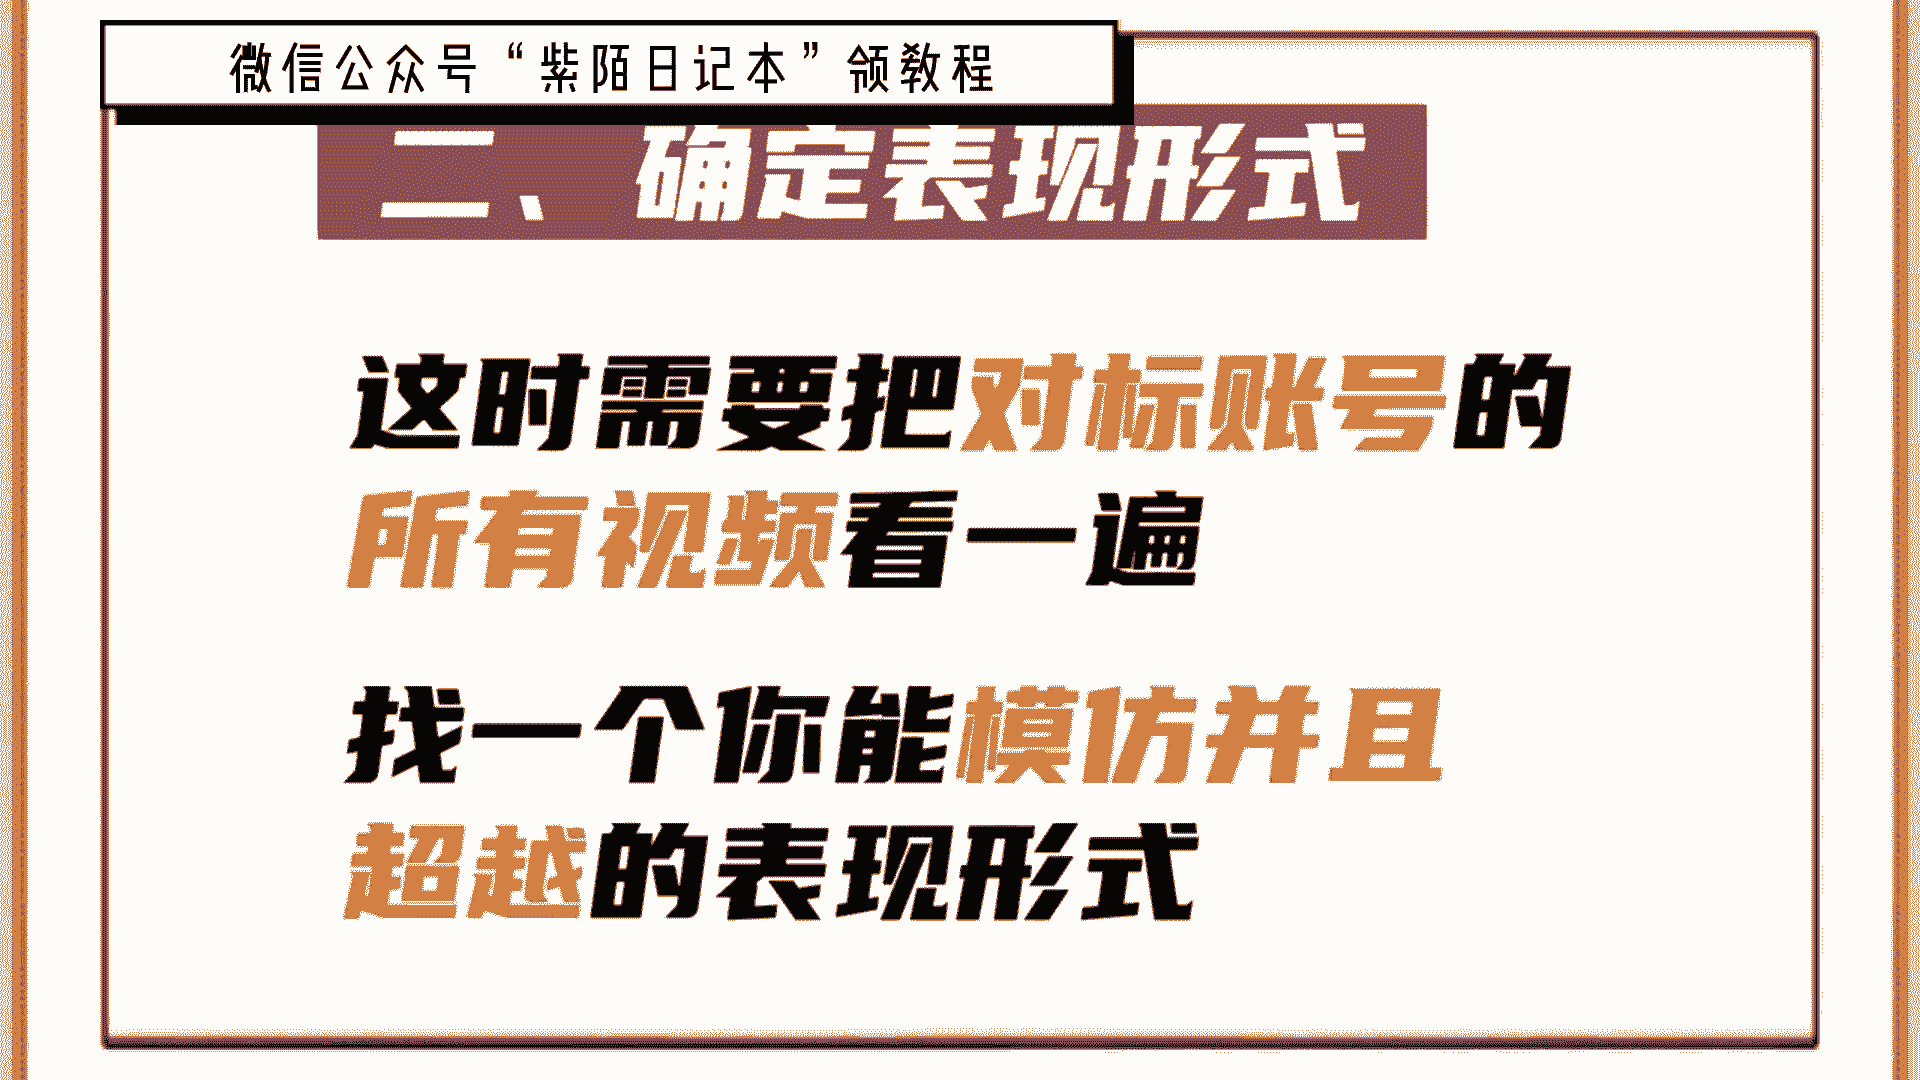 微信公众号“紫陌日记本”领教程
二、确定表现形式
这时需要把对标账号的
所有视频看一遍
找一个你能模仿并且
超越的表现形式